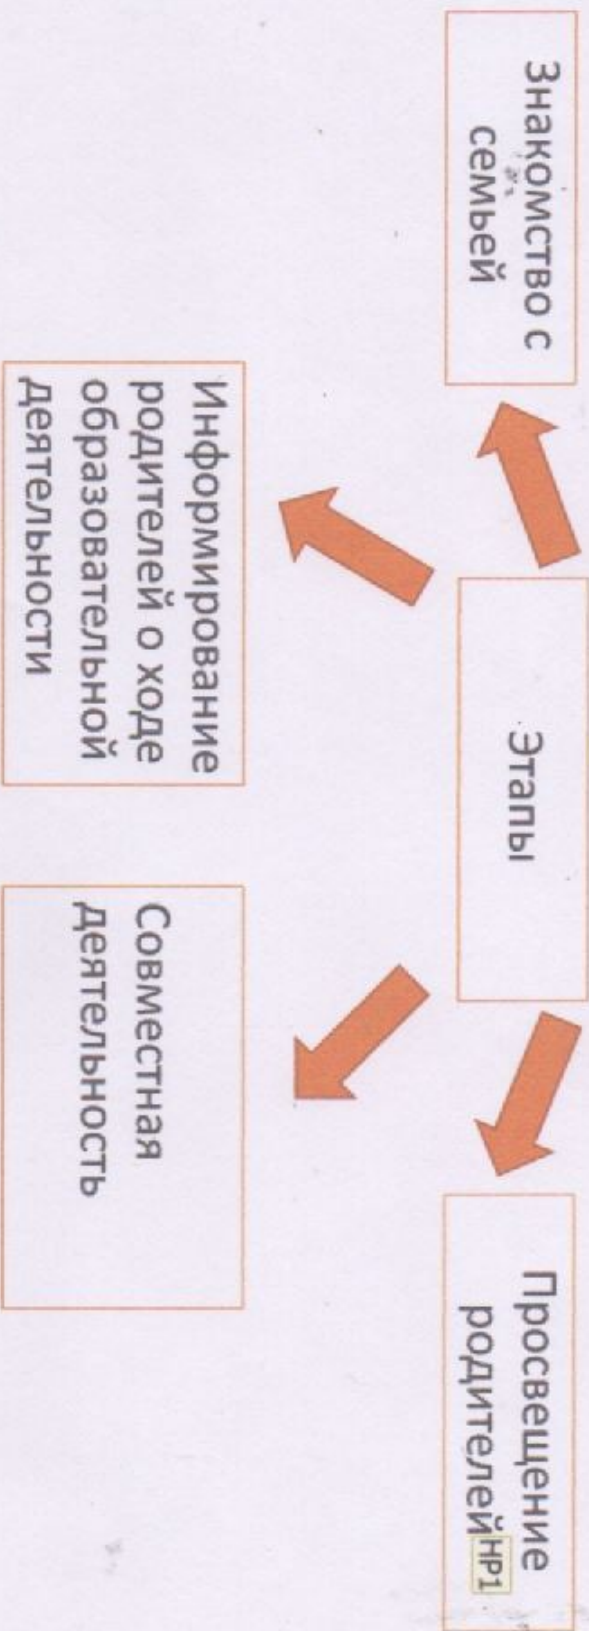 Этапы
Знакомство с
семьей
Просвещение
родителей НР1
Информирование
родителей о ходе
образовательной
деятельности
Совместная
деятельность